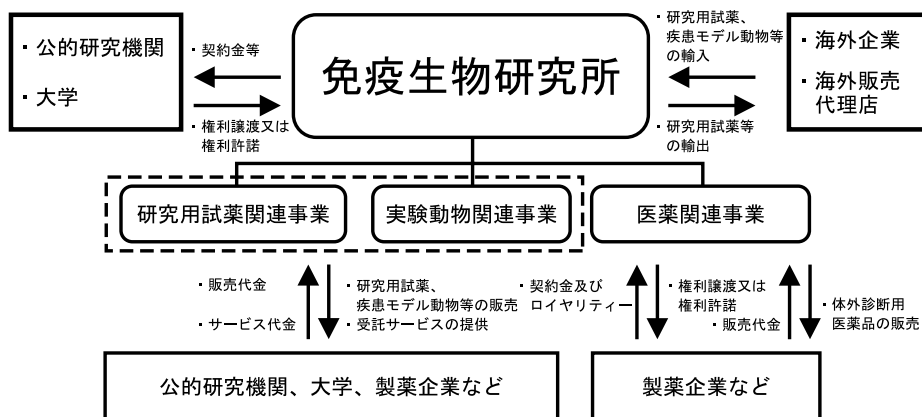 ・公的研究機関
・大学
・契約金等
・権利譲渡又は
権利許諾
免疫生物研究所
・研究用試薬、
疾患モデル動物等
の輸入
・研究用試薬等
の輸出
・海外企業
・海外販売
代理店
研究用試薬関連事業
実験動物関連事業
医薬関連事業
・販売代金
・サービス代金
・研究用試薬、
疾患モデル動物等の販売
・受託サービスの提供
・契約金及び
ロイヤリティー
・権利譲渡又は
権利許諾
・販売代金
・体外診断用
医薬品の販売
公的研究機関、大学、製薬企業など
製薬企業など